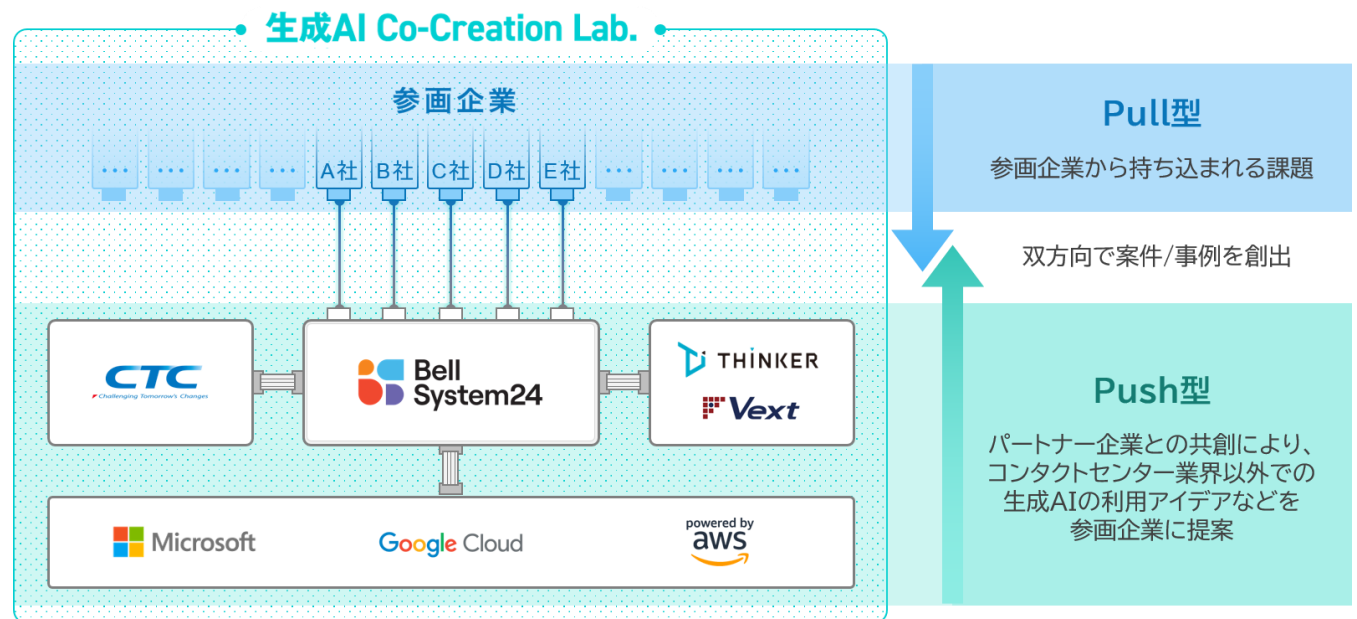 生成AI Co-Creation Lab.
参画企業
… … … … A社 B社 C社 D社 E社 … … … …
CTC
Challenging Tomorrow's Changes
Bell
System24
THiNKER
Vext
Microsoft
Google Cloud
powered by
aws
Pull型
参画企業から持ち込まれる課題
双方向で案件/事例を創出
Push型
パートナー企業との共創により、
コンタクトセンター業界以外での
生成AIの利用アイデアなどを
参画企業に提案